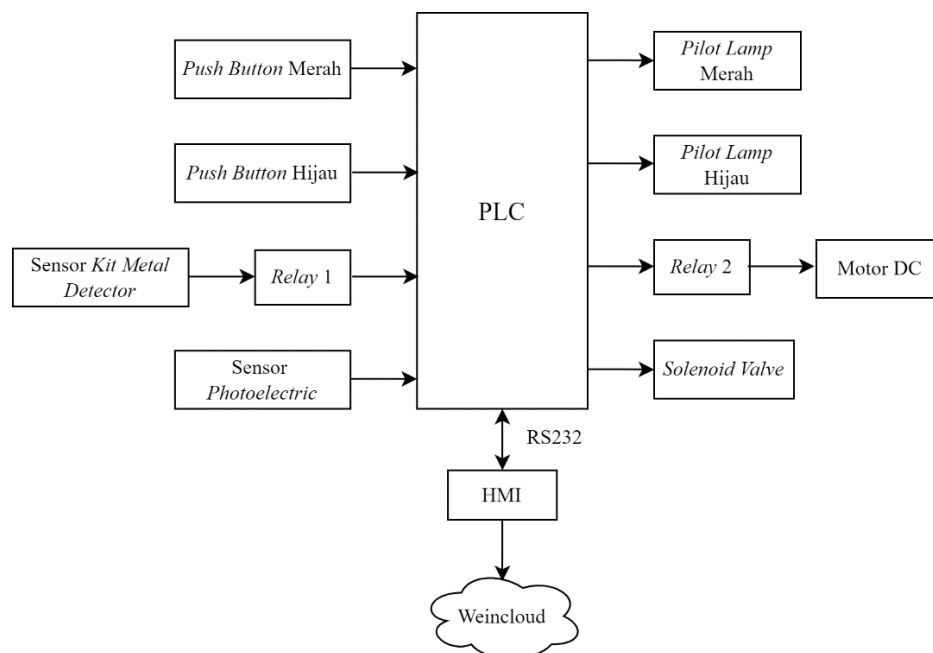 Push Button Merah
Push Button Hijau
Sensor Kit Metal
Detector
Relay 1
Sensor
Photoelectric
PLC
Pilot Lamp
Merah
Pilot Lamp
Hijau
Relay 2
Motor DC
Solenoid Valve
RS232
HMI
Weincloud